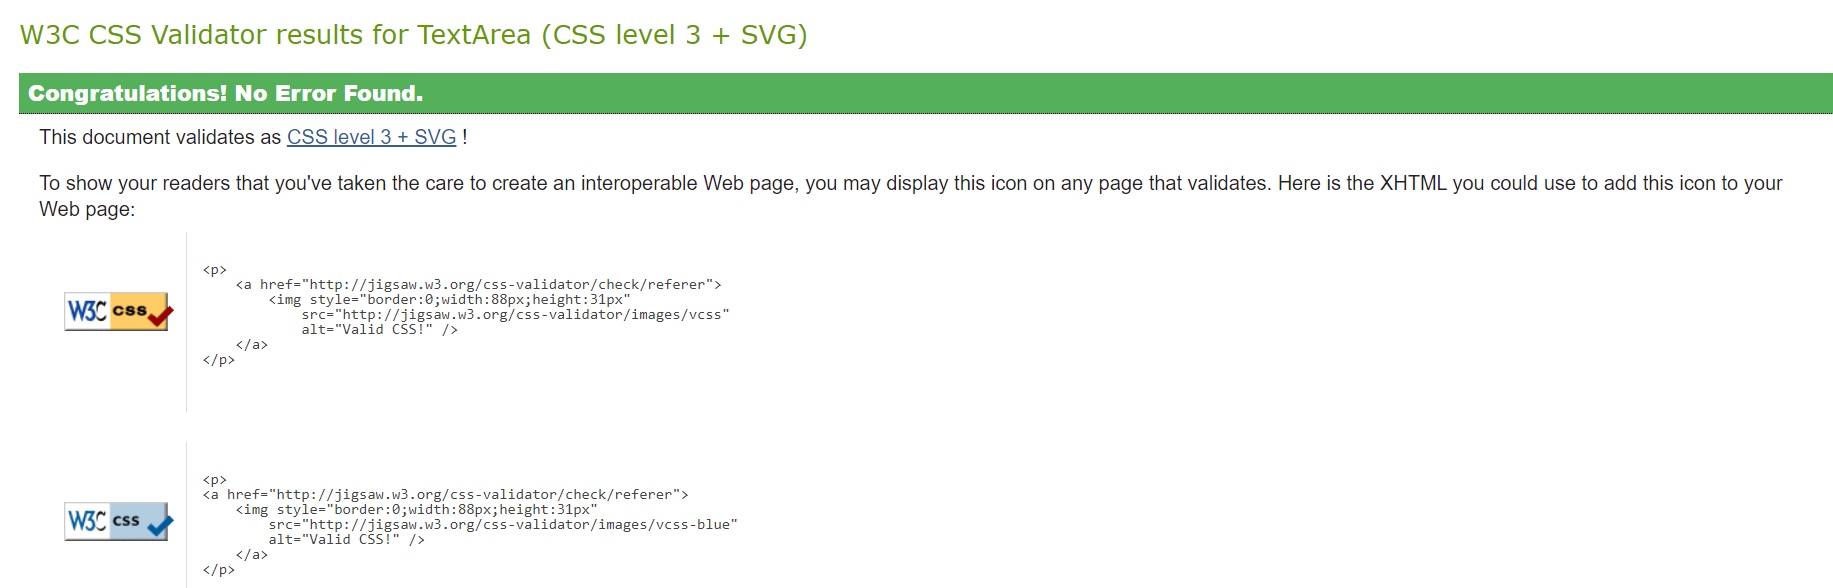 W3C CSS Validator results for TextArea (CSS level 3 + SVG)
Congratulations! No Error Found.
This document validates as CSS level 3 + SVG !
To show your readers that you've taken the care to create an interoperable Web page, you may display this icon on any page that validates. Here is the XHTML you could use to add this icon to your
Web page:
W3C css
<p>
    <a href="http://jigsaw.w3.org/css-validator/check/referer">
        <img style="border:0;width:88px;height:31px"
            src="http://jigsaw.w3.org/css-validator/images/vcss"
            alt="Valid CSS!" />
    </a>
</p>
W3C css
<p>
<a href="http://jigsaw.w3.org/css-validator/check/referer">
    <img style="border:0;width:88px;height:31px"
        src="http://jigsaw.w3.org/css-validator/images/vcss-blue"
        alt="Valid CSS!" />
    </a>
</p>